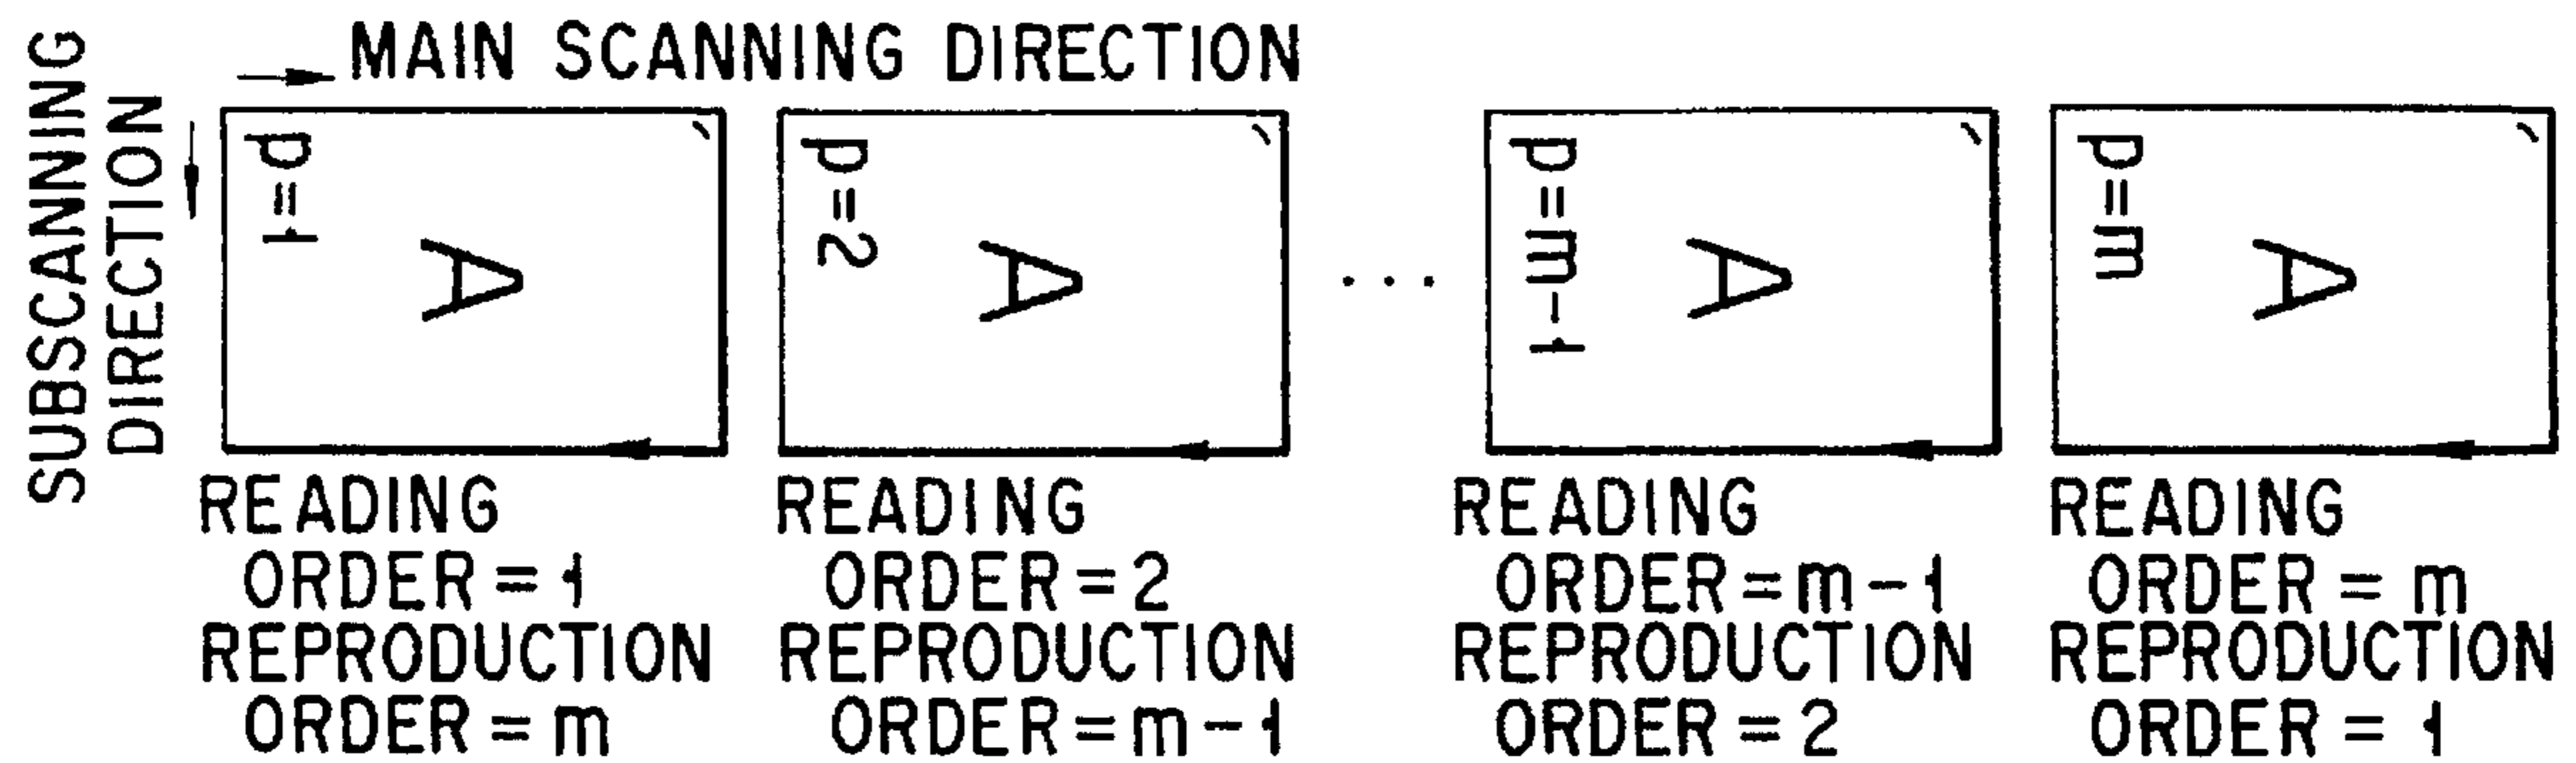 MAIN SCANNING DIRECTION
SUBSCANNING
DIRECTION
p=1
A
p=2
A
...
p=m-1
A
p=m
A
READING
ORDER=1
REPRODUCTION
ORDER=m
READING
ORDER=2
REPRODUCTION
ORDER=m-1
READING
ORDER=m-1
REPRODUCTION
ORDER=2
READING
ORDER=m
REPRODUCTION
ORDER=1